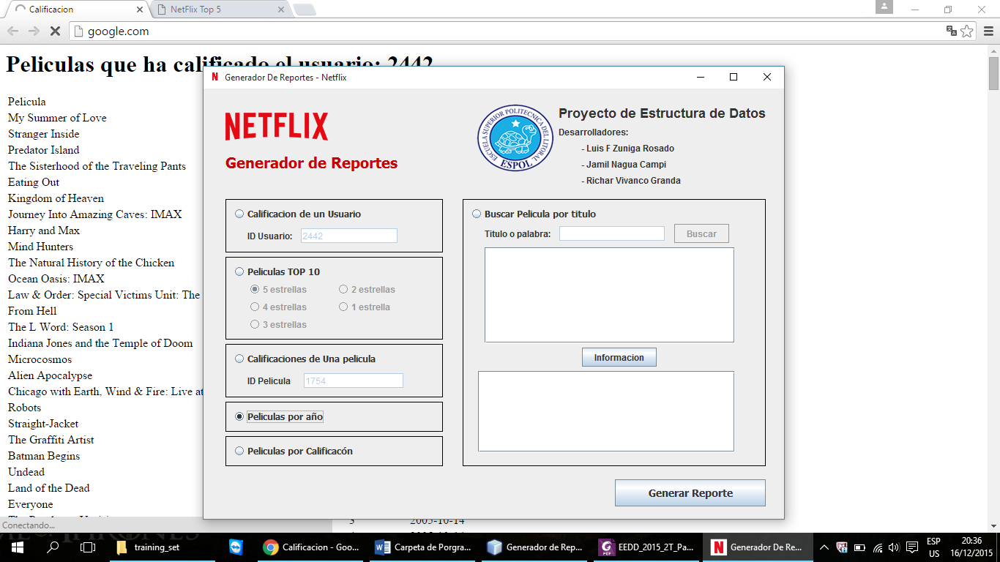 Calificacion
NetFlix Top 5
google.com
Peliculas que ha calificado el usuario: 2442
Pelicula
My Summer of Love
Stranger Inside
Predator Island
The Sisterhood of the Traveling Pants
Eating Out
Kingdom of Heaven
Journey Into Amazing Caves: IMAX
Harry and Max
Mind Hunters
The Natural History of the Chicken
Ocean Oasis: IMAX
Law & Order: Special Victims Unit: The
From Hell
The L Word: Season 1
Indiana Jones and the Temple of Doom
Microcosmos
Alien Apocalypse
Chicago with Earth, Wind & Fire: Live at
Robots
Straight-Jacket
The Graffiti Artist
Batman Begins
Undead
Land of the Dead
Everyone
Conectando...
3 2005-10-14
N Generador De Reportes - Netflix
NETFLIX
Generador de Reportes
ESCUELA SUPERIOR POLITECNICA DEL LITORAL
ESPOL
Proyecto de Estructura de Datos
Desarrolladores:
- Luis F Zuniga Rosado
- Jamil Nagua Campi
- Richar Vivanco Granda
Calificacion de un Usuario
ID Usuario: 2442
Peliculas TOP 10
5 estrellas 2 estrellas
4 estrellas 1 estrella
3 estrellas
Calificaciones de Una pelicula
ID Pelicula 1754
Peliculas por año
Peliculas por Calificacón
Buscar Pelicula por titulo
Titulo o palabra: Buscar
Informacion
Generar Reporte
training_set
Calificacion - Goo...
Carpeta de Porgra...
Generador de Rep...
EEDD_2015_2T_Pa...
N Generador De Re...
ESP
US
20:36
16/12/2015